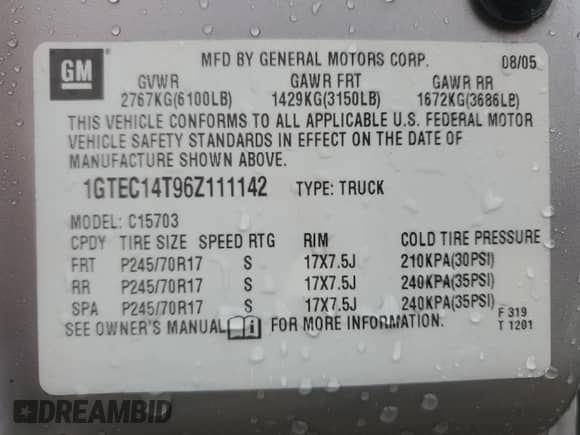 GM
MFD BY GENERAL MOTORS CORP. 08/05
GVWR GAWR FRT GAWR RR
2767KG(6100LB) 1429KG(3150LB) 1672KG(3686LB)
THIS VEHICLE CONFORMS TO ALL APPLICABLE U.S. FEDERAL MOTOR
VEHICLE SAFETY STANDARDS IN EFFECT ON THE DATE OF
MANUFACTURE SHOWN ABOVE.
1GTEC14T96Z111142 TYPE: TRUCK
MODEL: C15703
CPDY TIRE SIZE SPEED RTG RIM COLD TIRE PRESSURE
FRT P245/70R17 S 17X7.5J 210KPA(30PSI)
RR P245/70R17 S 17X7.5J 240KPA(35PSI)
SPA P245/70R17 S 17X7.5J 240KPA(35PSI)
SEE OWNER'S MANUAL i FOR MORE INFORMATION.
F 319
T 1201
DREAMBID